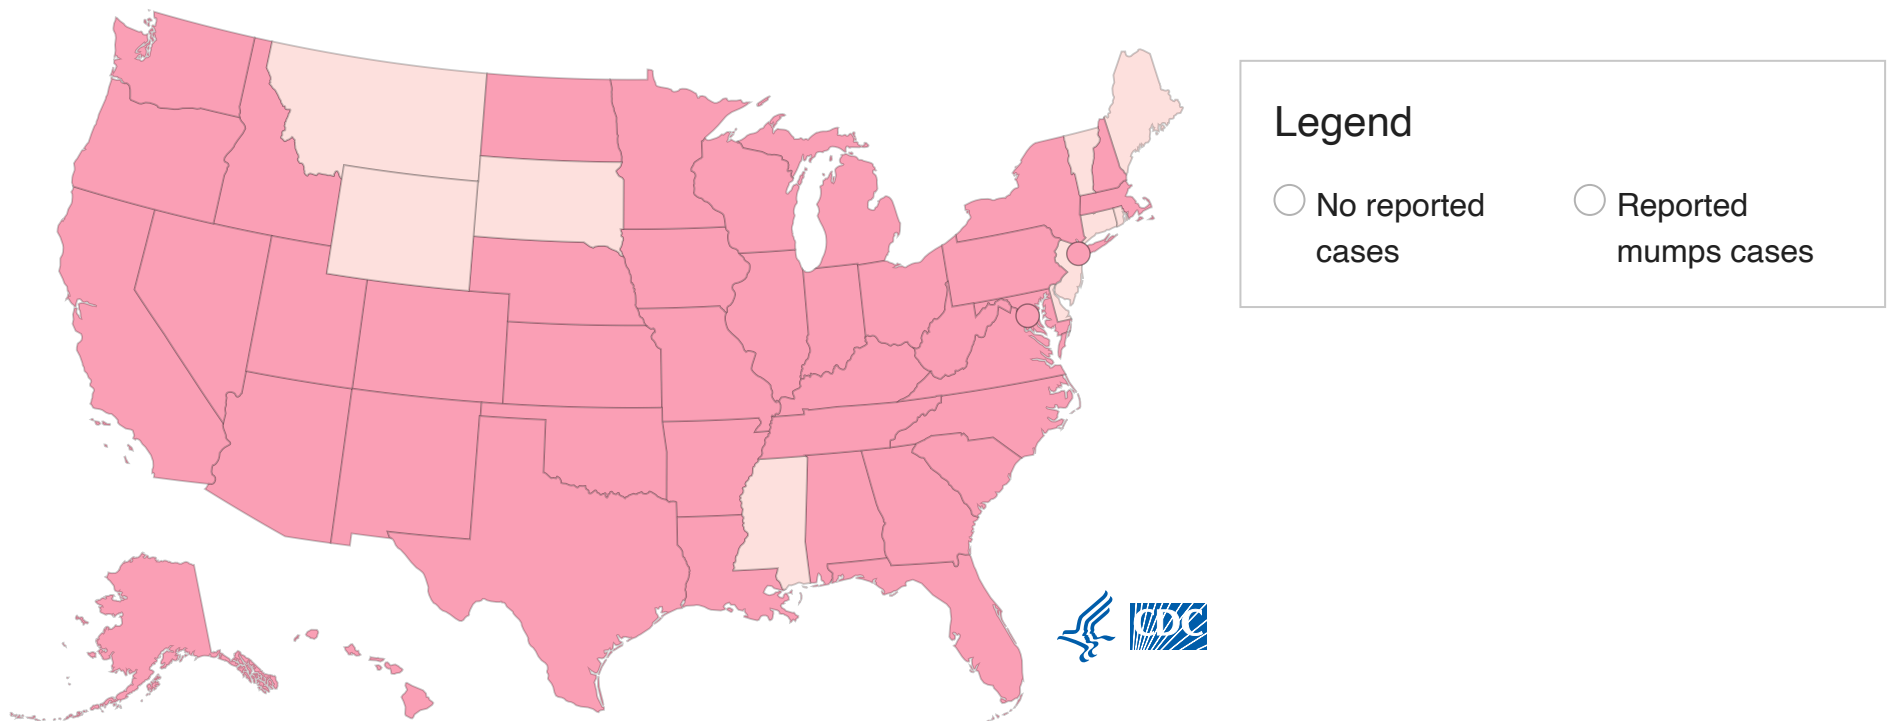 Legend
No reported
cases
Reported
mumps cases
CDC